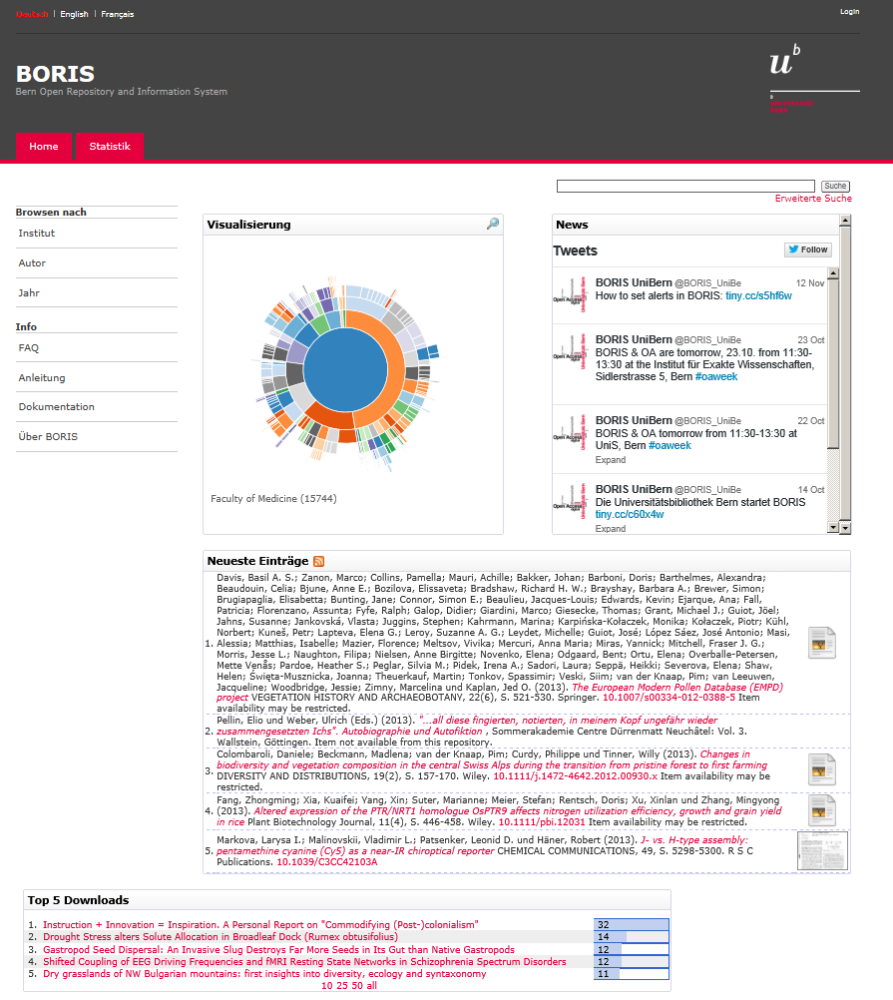 Deutsch | English | Français
Login
BORIS
Bern Open Repository and Information System
u b
b
Home
Statistik
Suche
Erweiterte Suche
Browsen nach
Institut
Autor
Jahr
Info
FAQ
Anleitung
Dokumentation
Über BORIS
Visualisierung
Faculty of Medicine (15744)
News
Tweets
Follow
BORIS UniBern @BORIS_UniBe 12 Nov
How to set alerts in BORIS: tiny.cc/s5hf6w
BORIS UniBern @BORIS_UniBe 23 Oct
BORIS & OA are tomorrow, 23.10. from 11:30-
13:30 at the Institut für Exakte Wissenschaften,
Sidlerstrasse 5, Bern #oaweek
BORIS UniBern @BORIS_UniBe 22 Oct
BORIS & OA tomorrow from 11:30-13:30 at
UniS, Bern #oaweek
Expand
BORIS UniBern @BORIS_UniBe 14 Oct
Die Universitätsbibliothek Bern startet BORIS
tiny.cc/c60x4w
Expand
Neueste Einträge
Davis, Basil A. S.; Zanon, Marco; Collins, Pamella; Mauri, Achille; Bakker, Johan; Barboni, Doris; Barthelmes, Alexandra;
Beaudouin, Celia; Bjune, Anne E.; Bozilova, Elissaveta; Bradshaw, Richard H. W.; Brayshay, Barbara A.; Brewer, Simon;
Brugiapaglia, Elisabetta; Bunting, Jane; Connor, Simon E.; Beaulieu, Jacques-Louis; Edwards, Kevin; Ejarque, Ana; Fall,
Patricia; Florenzano, Assunta; Fyfe, Ralph; Galop, Didier; Giardini, Marco; Giesecke, Thomas; Grant, Michael J.; Guiot, Jöel;
Jahns, Susanne; Jankovská, Vlasta; Juggins, Stephen; Kahrmann, Marina; Karpińska-Kołaczek, Monika; Kołaczek, Piotr; Kühl,
Norbert; Kuneš, Petr; Lapteva, Elena G.; Leroy, Suzanne A. G.; Leydet, Michelle; Guiot, José; López Sáez, José Antonio; Masi,
1. Alessia; Matthias, Isabelle; Mazier, Florence; Meltsov, Vivika; Mercuri, Anna Maria; Miras, Yannick; Mitchell, Fraser J. G.;
Morris, Jesse L.; Naughton, Filipa; Nielsen, Anne Birgitte; Novenko, Elena; Odgaard, Bent; Ortu, Elena; Overballe-Petersen,
Mette Venås; Pardoe, Heather S.; Peglar, Silvia M.; Pidek, Irena A.; Sadori, Laura; Seppä, Heikki; Severova, Elena; Shaw,
Helen; Święta-Musznicka, Joanna; Theuerkauf, Martin; Tonkov, Spassimir; Veski, Siim; van der Knaap, Pim; van Leeuwen,
Jacqueline; Woodbridge, Jessie; Zimny, Marcelina und Kaplan, Jed O. (2013). The European Modern Pollen Database (EMPD)
project VEGETATION HISTORY AND ARCHAEOBOTANY, 22(6), S. 521-530. Springer. 10.1007/s00334-012-0388-5 Item
availability may be restricted.
Pellin, Elio und Weber, Ulrich (Eds.) (2013). "...all diese fingierten, notierten, in meinem Kopf ungefähr wieder
2. zusammengesetzten Ichs". Autobiographie und Autofiktion , Sommerakademie Centre Dürrenmatt Neuchâtel: Vol. 3.
Wallstein, Göttingen. Item not available from this repository.
Colombaroli, Daniele; Beckmann, Madlena; van der Knaap, Pim; Curdy, Philippe und Tinner, Willy (2013). Changes in
3. biodiversity and vegetation composition in the central Swiss Alps during the transition from pristine forest to first farming
DIVERSITY AND DISTRIBUTIONS, 19(2), S. 157-170. Wiley. 10.1111/j.1472-4642.2012.00930.x Item availability may be
restricted.
Fang, Zhongming; Xia, Kuaifei; Yang, Xin; Suter, Marianne; Meier, Stefan; Rentsch, Doris; Xu, Xinlan und Zhang, Mingyong
4. (2013). Altered expression of the PTR/NRT1 homologue OsPTR9 affects nitrogen utilization efficiency, growth and grain yield
in rice Plant Biotechnology Journal, 11(4), S. 446-458. Wiley. 10.1111/pbi.12031 Item availability may be restricted.
Markova, Larysa I.; Malinovskii, Vladimir L.; Patsenker, Leonid D. und Häner, Robert (2013). J- vs. H-type assembly:
5. pentamethine cyanine (Cy5) as a near-IR chiroptical reporter CHEMICAL COMMUNICATIONS, 49, S. 5298-5300. R S C
Publications. 10.1039/C3CC42103A
Top 5 Downloads
1. Instruction + Innovation = Inspiration. A Personal Report on "Commodifying (Post-)colonialism" 32
2. Drought Stress alters Solute Allocation in Broadleaf Dock (Rumex obtusifolius) 14
3. Gastropod Seed Dispersal: An Invasive Slug Destroys Far More Seeds in Its Gut than Native Gastropods 12
4. Shifted Coupling of EEG Driving Frequencies and fMRI Resting State Networks in Schizophrenia Spectrum Disorders 12
5. Dry grasslands of NW Bulgarian mountains: first insights into diversity, ecology and syntaxonomy 11
10 25 50 all